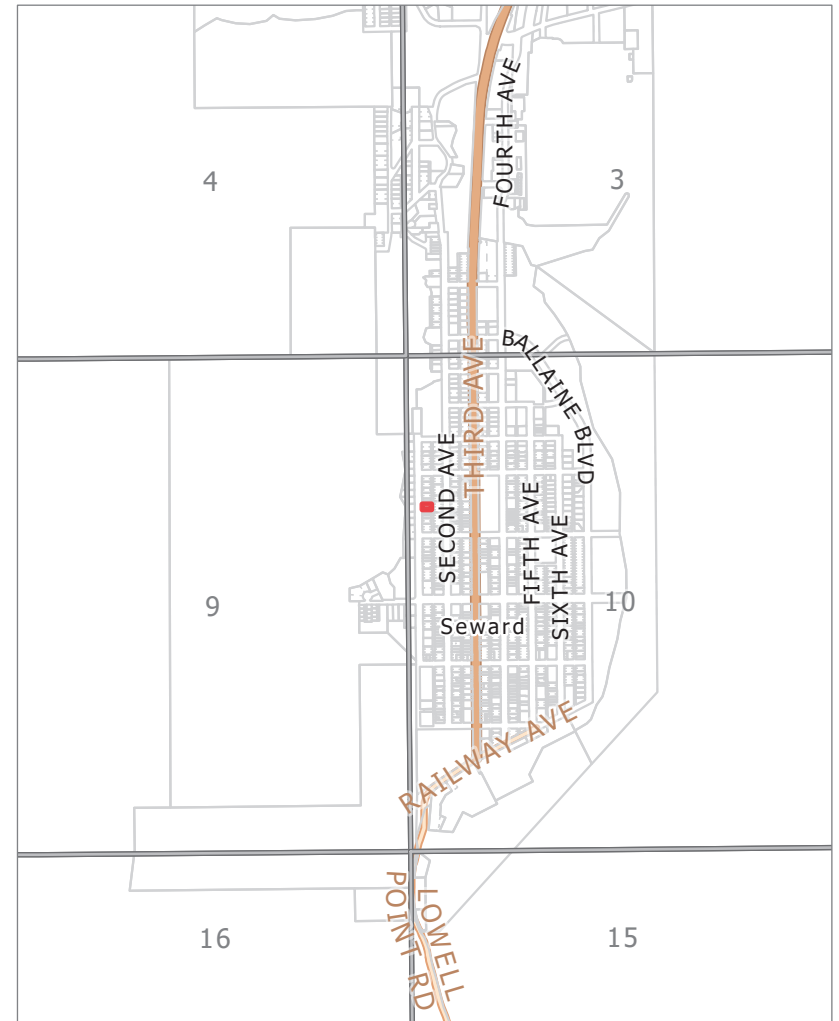 FOURTH AVE
4
3
BALLAINE BLVD
THIRD AVE
SECOND AVE
FIFTH AVE
SIXTH AVE
9
10
Seward
RAILWAY AVE
LOWELL
POINT RD
16
15